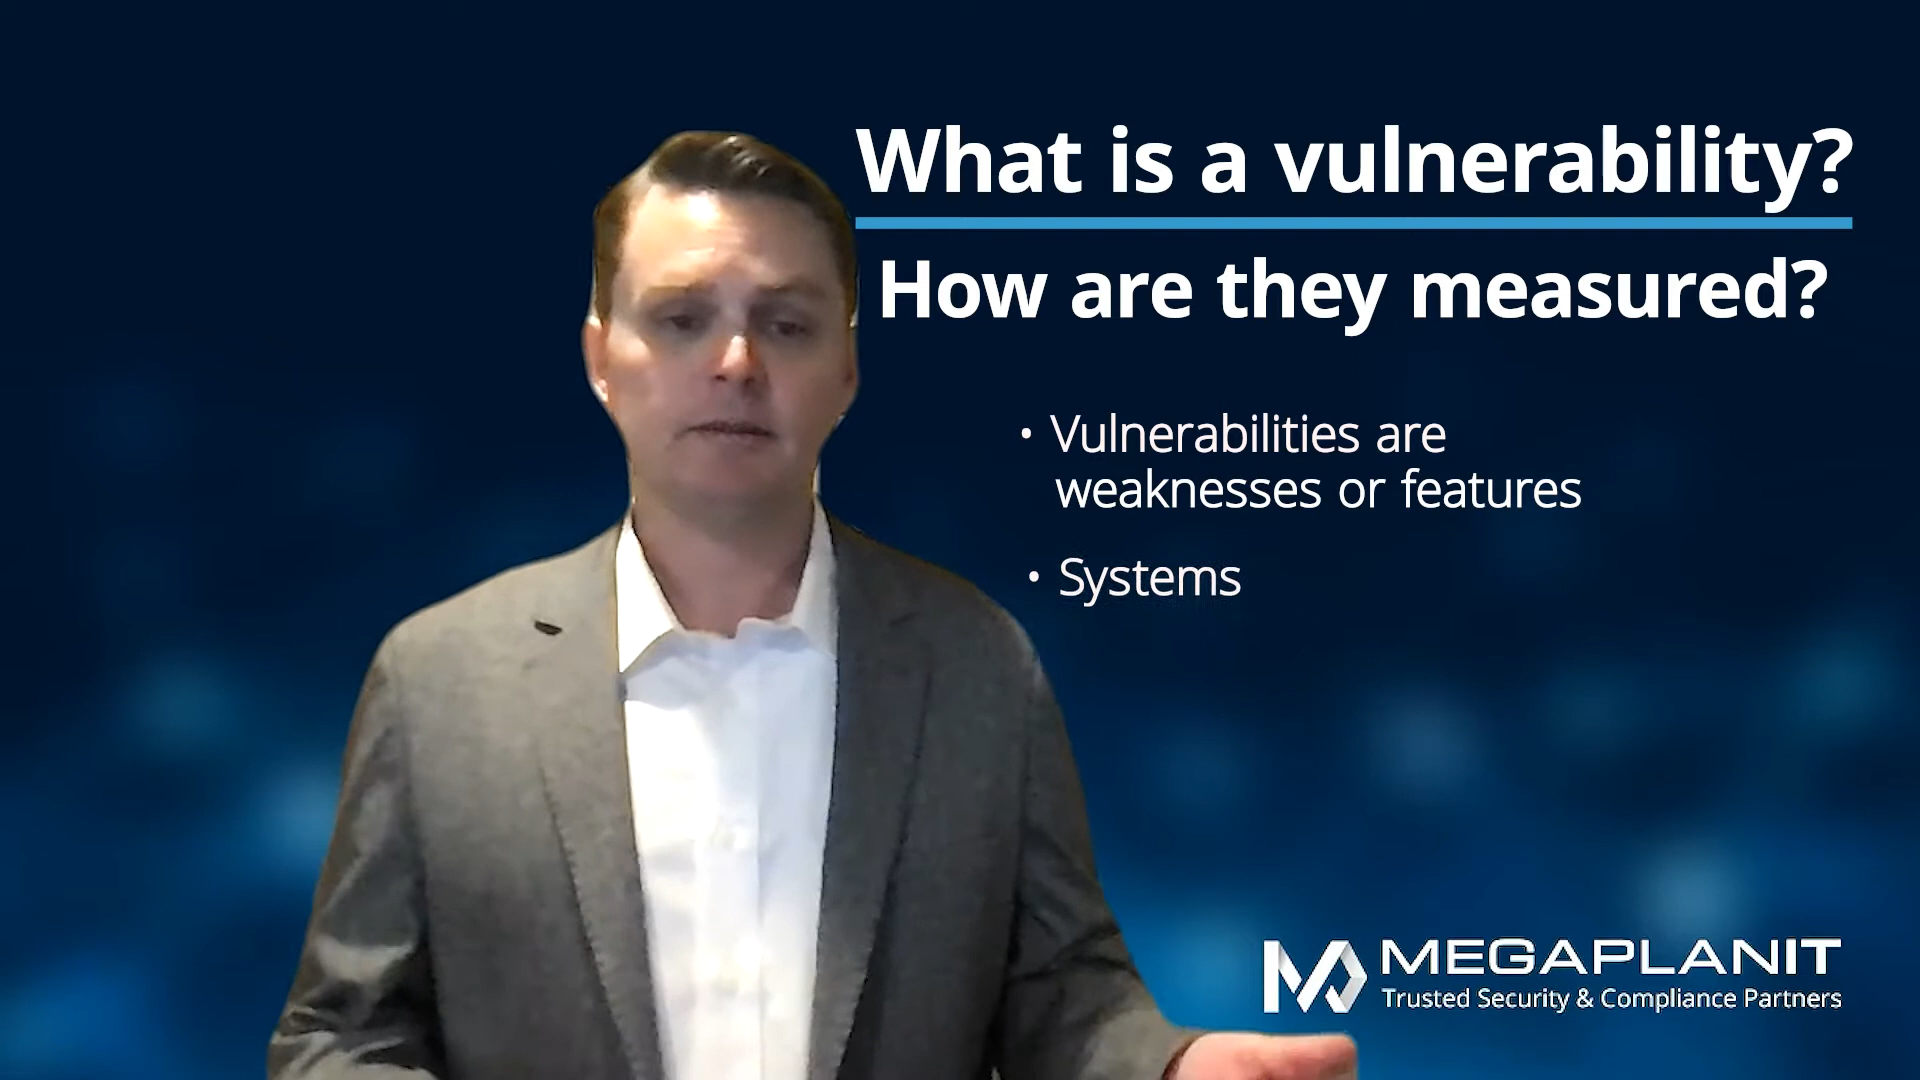 What is a vulnerability?
How are they measured?
• Vulnerabilities are
weaknesses or features
• Systems
MEGAPLANIT
Trusted Security & Compliance Partners